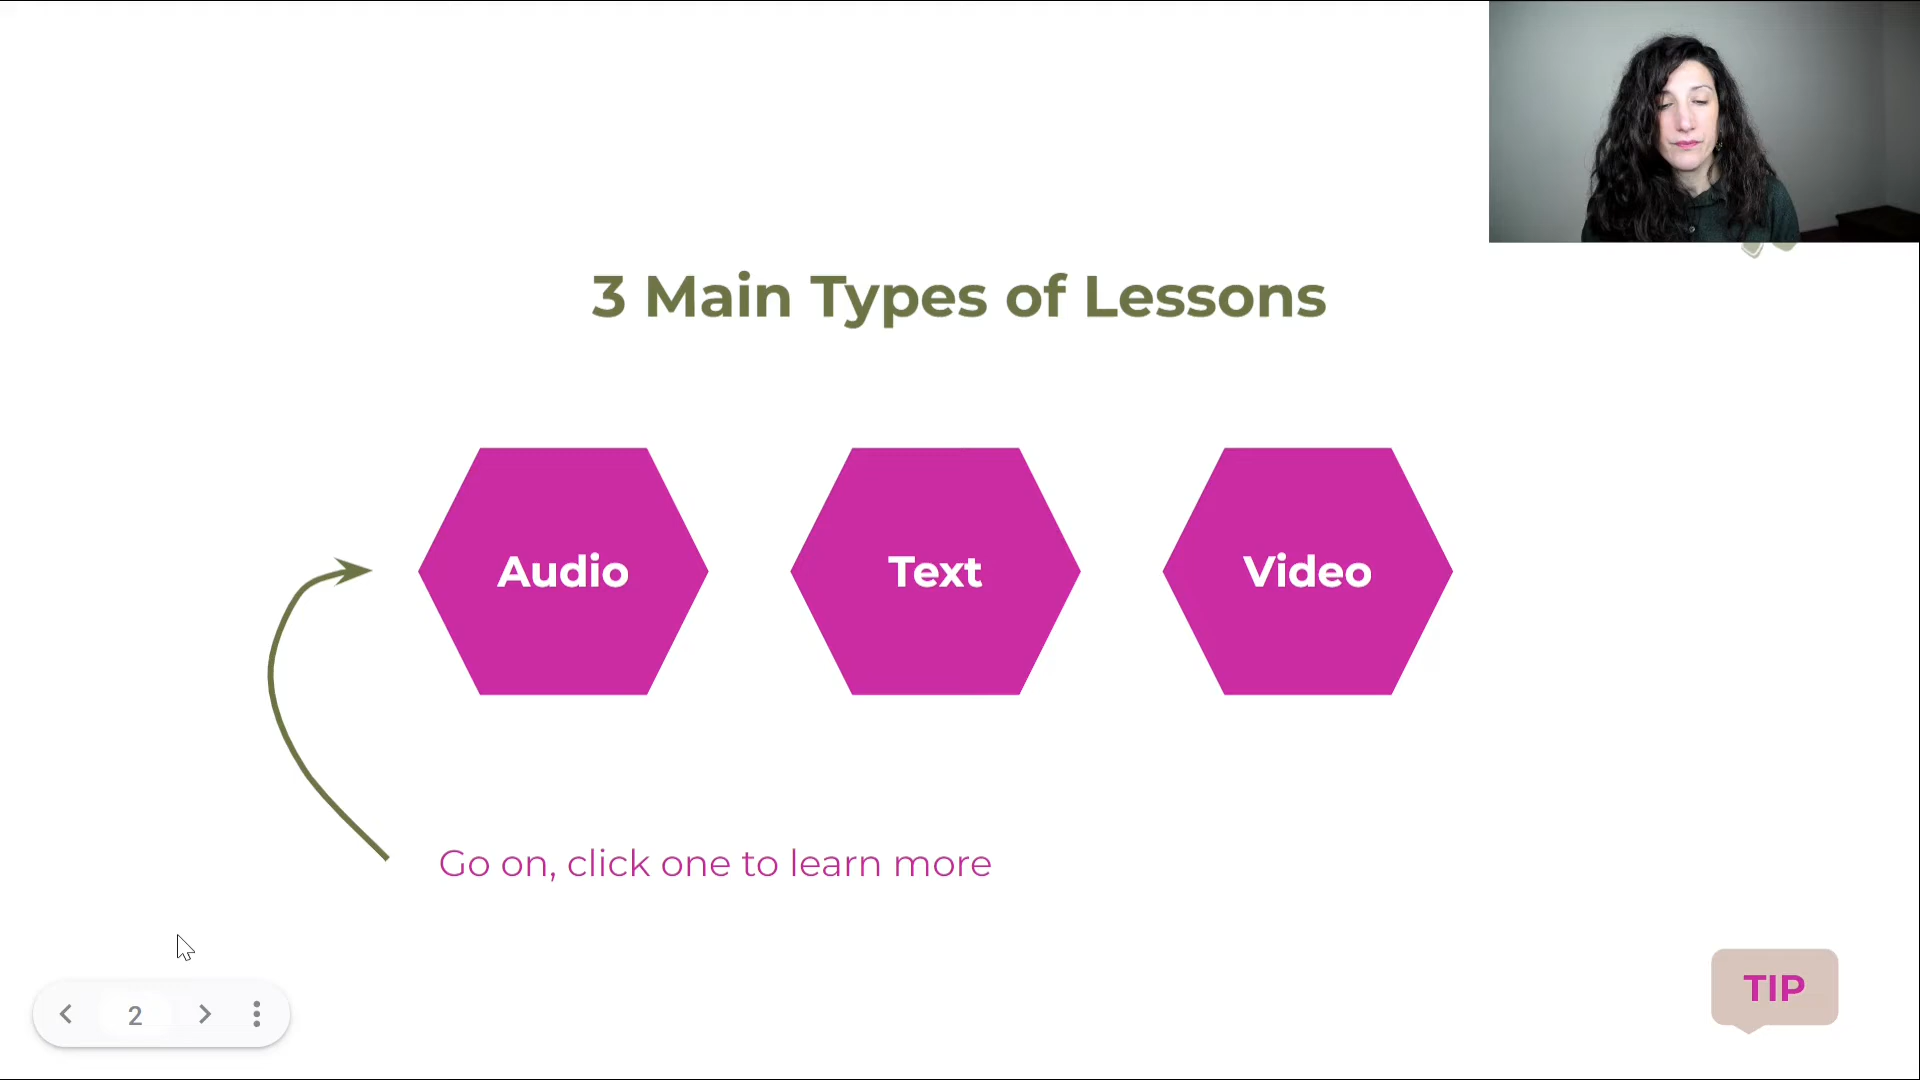 3 Main Types of Lessons
Audio
Text
Video
Go on, click one to learn more
2
TIP